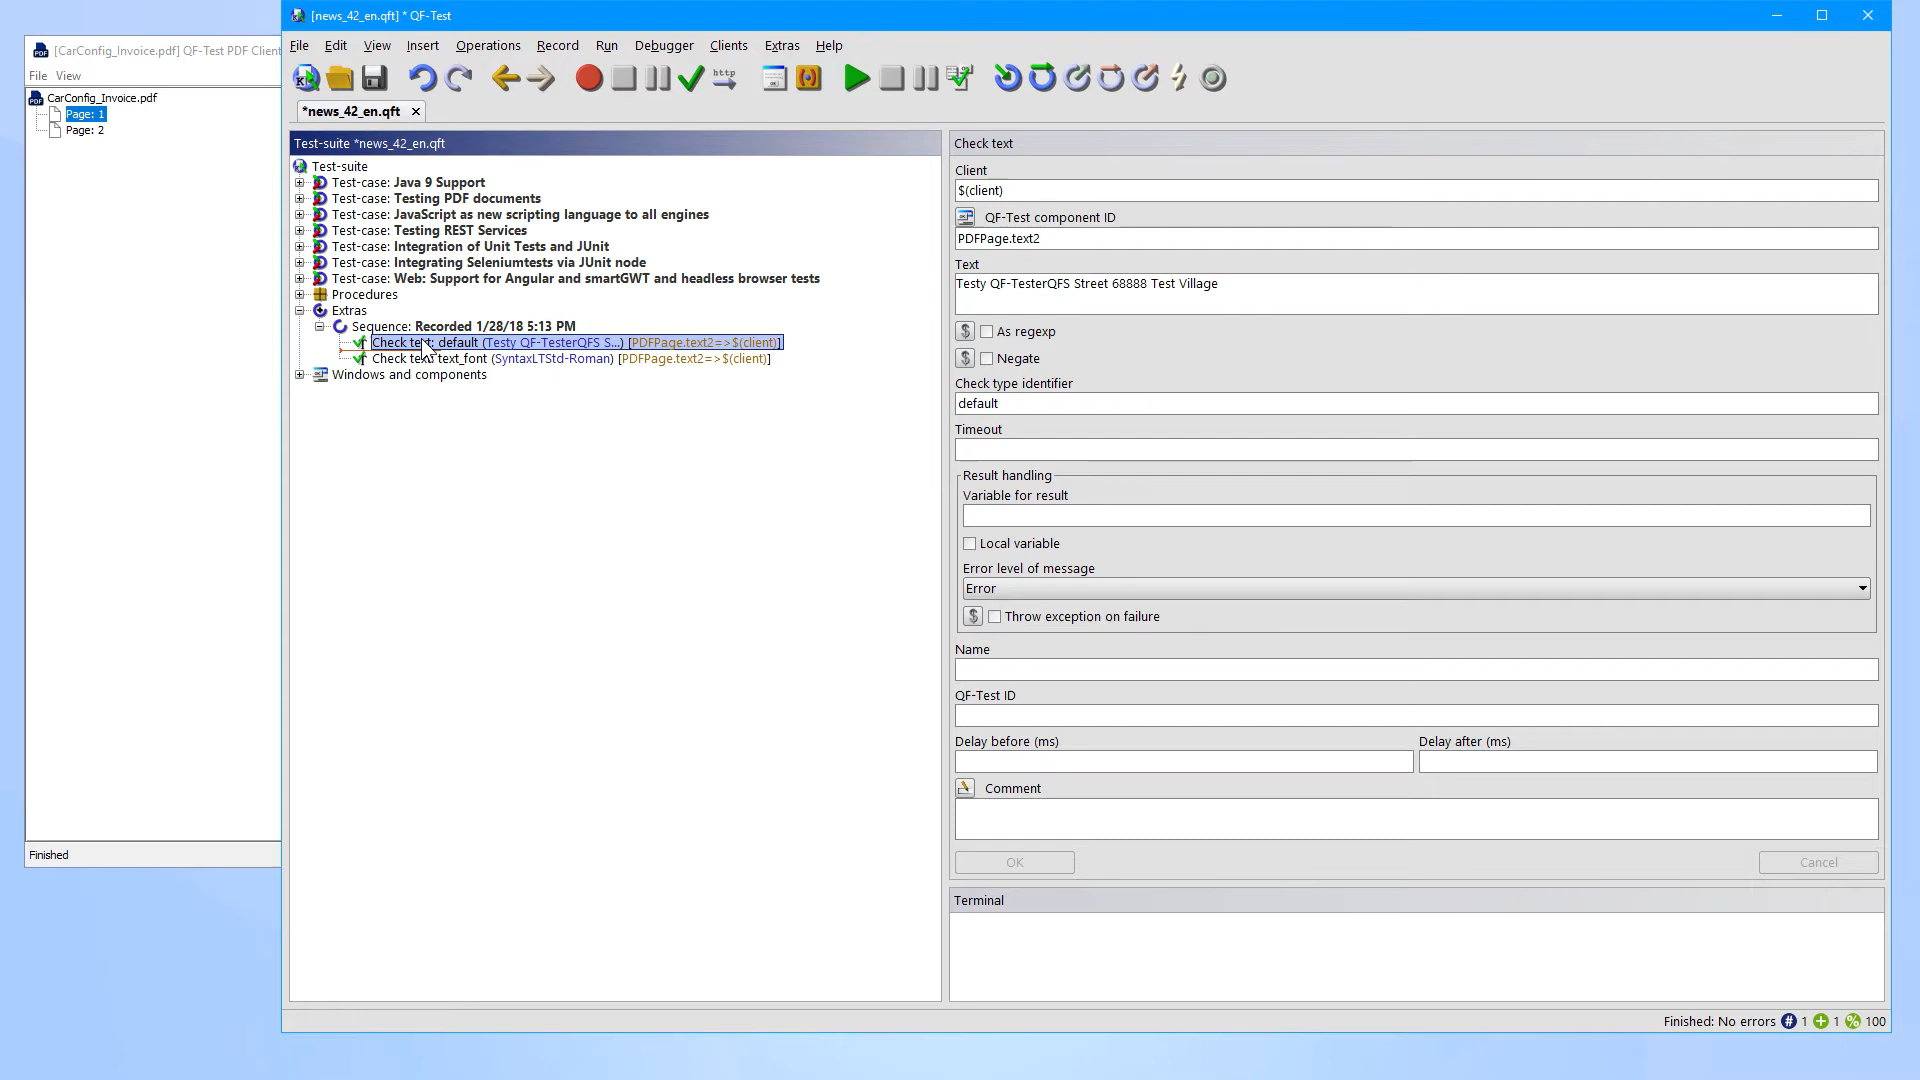 [CarConfig_Invoice.pdf] QF-Test PDF Client
File View
CarConfig_Invoice.pdf
Page: 1
Page: 2
Finished
[news_42_en.qft] * QF-Test
File Edit View Insert Operations Record Run Debugger Clients Extras Help
http
*news_42_en.qft
Test-suite *news_42_en.qft
Test-suite
Test-case: Java 9 Support
Test-case: Testing PDF documents
Test-case: JavaScript as new scripting language to all engines
Test-case: Testing REST Services
Test-case: Integration of Unit Tests and JUnit
Test-case: Integrating Seleniumtests via JUnit node
Test-case: Web: Support for Angular and smartGWT and headless browser tests
Procedures
Extras
Sequence: Recorded 1/28/18 5:13 PM
Check text: default (Testy QF-TesterQFS S...) [PDFPage.text2=>$(client)]
Check text: text_font (SyntaxLTStd-Roman) [PDFPage.text2=>$(client)]
Windows and components
Check text
Client
$(client)
QF-Test component ID
PDFPage.text2
Text
Testy QF-TesterQFS Street 68888 Test Village
$ As regexp
$ Negate
Check type identifier
default
Timeout
Result handling
Variable for result
Local variable
Error level of message
Error
$ Throw exception on failure
Name
QF-Test ID
Delay before (ms) Delay after (ms)
Comment
OK Cancel
Terminal
Finished: No errors # 1 + 1 % 100